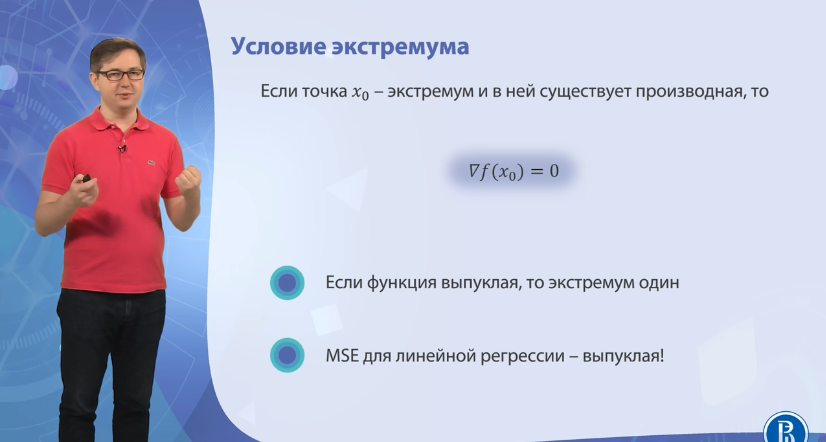 Условие экстремума
Если точка x₀ – экстремум и в ней существует производная, то
∇f(x₀) = 0
Если функция выпуклая, то экстремум один
MSE для линейной регрессии – выпуклая!